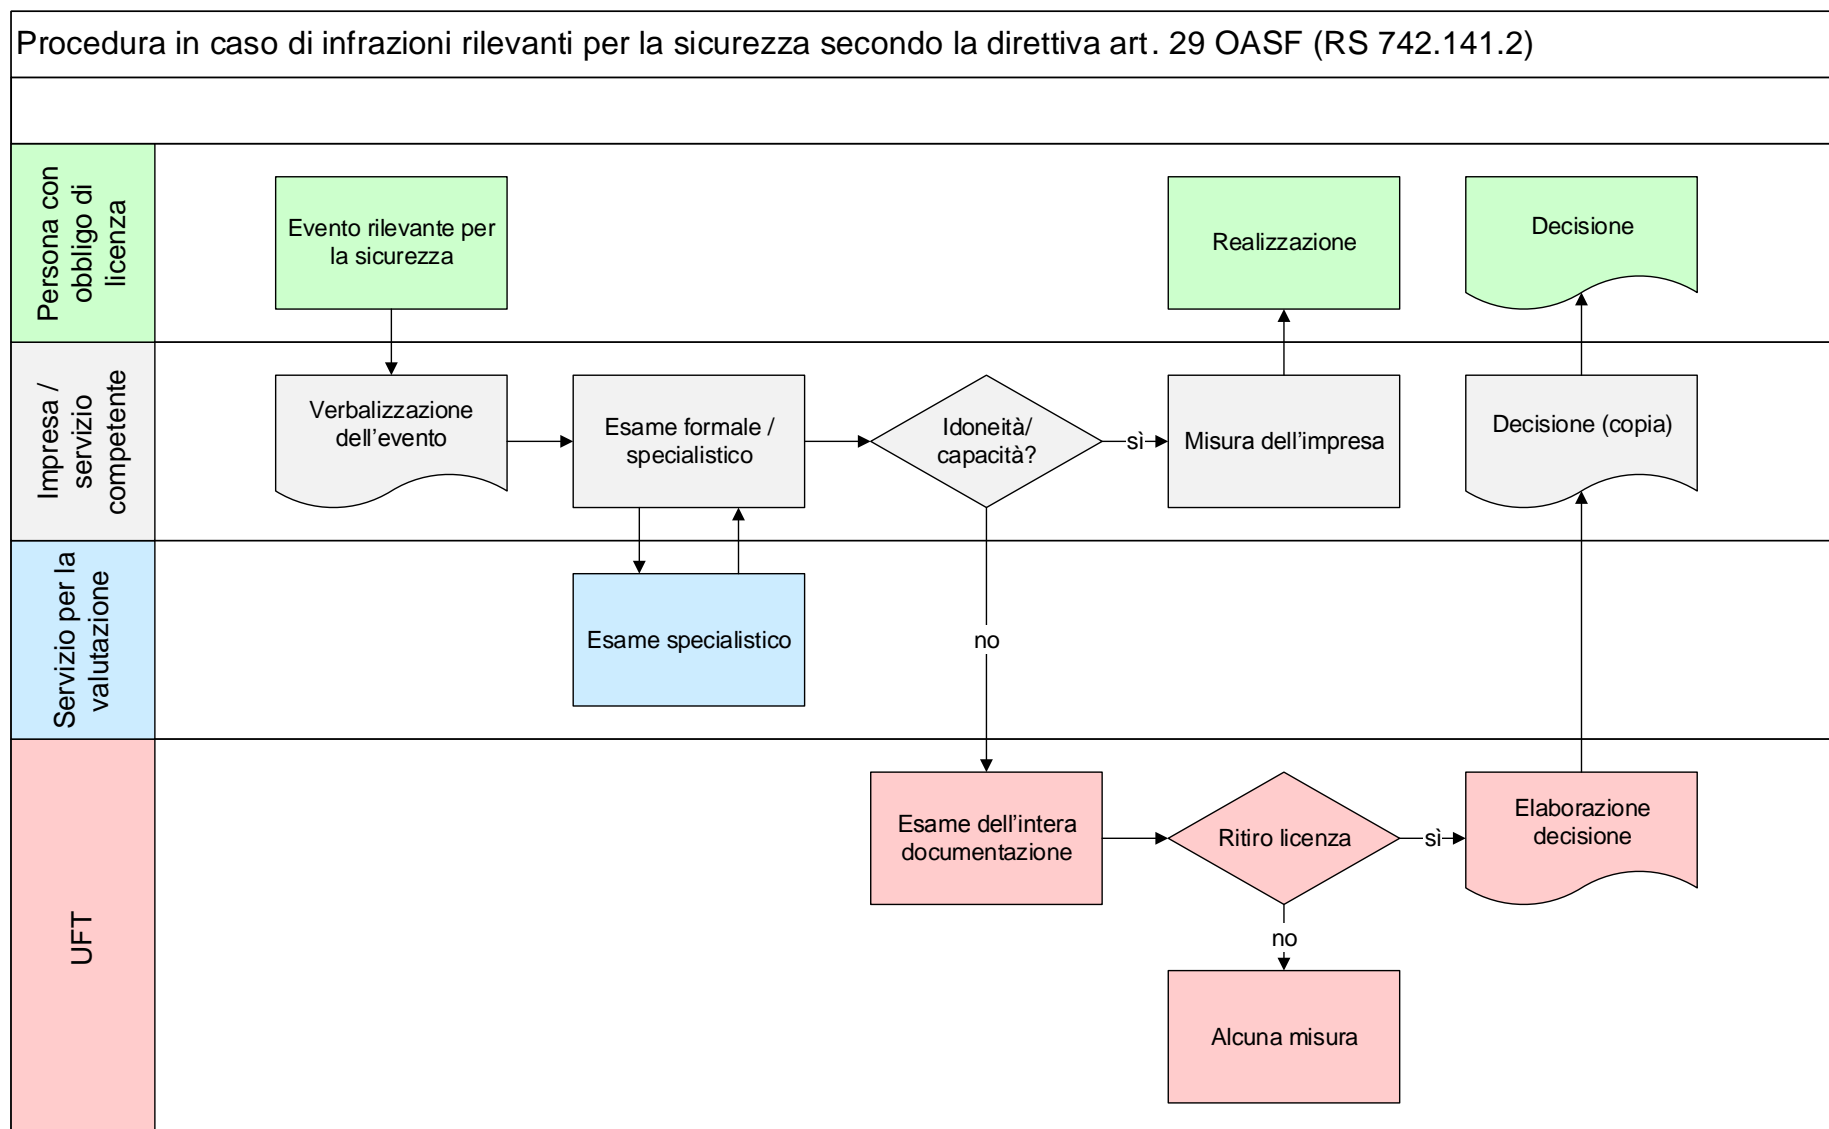 Procedura in caso di infrazioni rilevanti per la sicurezza secondo la direttiva art. 29 OASF (RS 742.141.2)
Persona con
obbligo di
licenza
Evento rilevante per
la sicurezza
Realizzazione
Decisione
Impresa /
servizio
competente
Verbalizzazione
dell’evento
Esame formale /
specialistico
Idoneità/
capacità?
sì
Misura dell’impresa
Decisione (copia)
Servizio per la
valutazione
Esame specialistico
no
UFT
Esame dell’intera
documentazione
Ritiro licenza
sì
Elaborazione
decisione
no
Alcuna misura